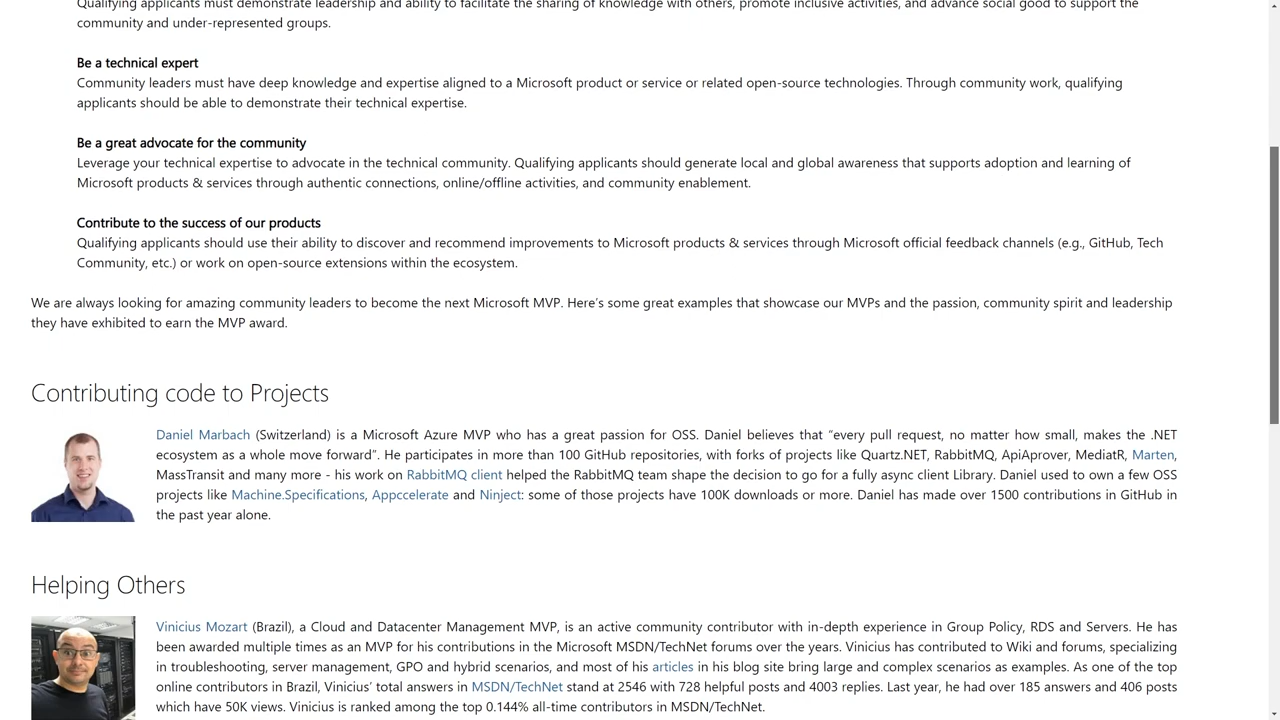 Qualifying applicants must demonstrate leadership and ability to facilitate the sharing of knowledge with others, promote inclusive activities, and advance social good to support the
community and under-represented groups.
Be a technical expert
Community leaders must have deep knowledge and expertise aligned to a Microsoft product or service or related open-source technologies. Through community work, qualifying
applicants should be able to demonstrate their technical expertise.
Be a great advocate for the community
Leverage your technical expertise to advocate in the technical community. Qualifying applicants should generate local and global awareness that supports adoption and learning of
Microsoft products & services through authentic connections, online/offline activities, and community enablement.
Contribute to the success of our products
Qualifying applicants should use their ability to discover and recommend improvements to Microsoft products & services through Microsoft official feedback channels (e.g., GitHub, Tech
Community, etc.) or work on open-source extensions within the ecosystem.
We are always looking for amazing community leaders to become the next Microsoft MVP. Here's some great examples that showcase our MVPs and the passion, community spirit and leadership
they have exhibited to earn the MVP award.
Contributing code to Projects
Daniel Marbach (Switzerland) is a Microsoft Azure MVP who has a great passion for OSS. Daniel believes that “every pull request, no matter how small, makes the .NET
ecosystem as a whole move forward”. He participates in more than 100 GitHub repositories, with forks of projects like Quartz.NET, RabbitMQ, ApiAprover, MediatR, Marten,
MassTransit and many more - his work on RabbitMQ client helped the RabbitMQ team shape the decision to go for a fully async client Library. Daniel used to own a few OSS
projects like Machine.Specifications, Appccelerate and Ninject: some of those projects have 100K downloads or more. Daniel has made over 1500 contributions in GitHub in
the past year alone.
Helping Others
Vinicius Mozart (Brazil), a Cloud and Datacenter Management MVP, is an active community contributor with in-depth experience in Group Policy, RDS and Servers. He has
been awarded multiple times as an MVP for his contributions in the Microsoft MSDN/TechNet forums over the years. Vinicius has contributed to Wiki and forums, specializing
in troubleshooting, server management, GPO and hybrid scenarios, and most of his articles in his blog site bring large and complex scenarios as examples. As one of the top
online contributors in Brazil, Vinicius’ total answers in MSDN/TechNet stand at 2546 with 728 helpful posts and 4003 replies. Last year, he had over 185 answers and 406 posts
which have 50K views. Vinicius is ranked among the top 0.144% all-time contributors in MSDN/TechNet.